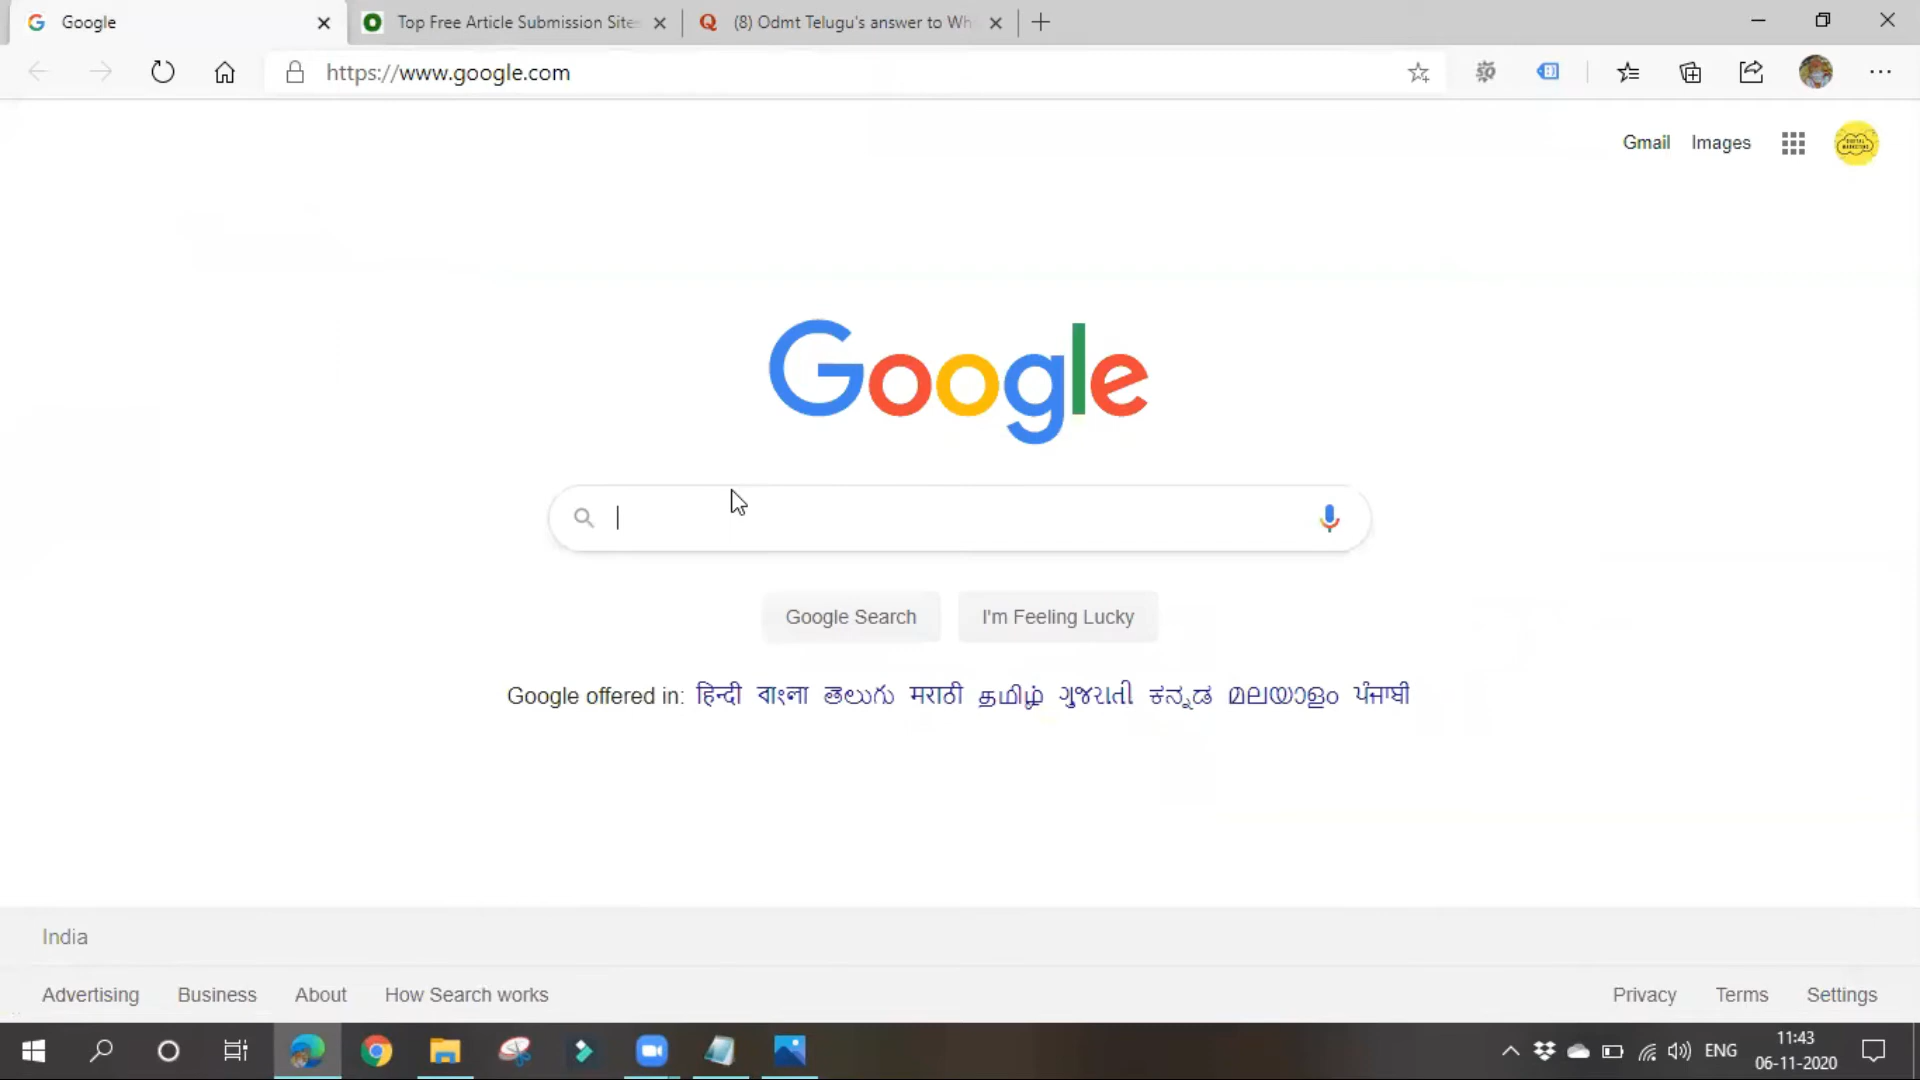 Google
Top Free Article Submission Site
(8) Odmt Telugu's answer to Wh
https://www.google.com
Gmail Images
Google
Google Search
I'm Feeling Lucky
Google offered in: हिन्दी বাংলা తెలుగు मराठी தமிழ் ગુજરાતી ಕನ್ನಡ മലയാളം ਪੰਜਾਬੀ
India
Advertising Business About How Search works
Privacy Terms Settings
ENG
11:43
06-11-2020